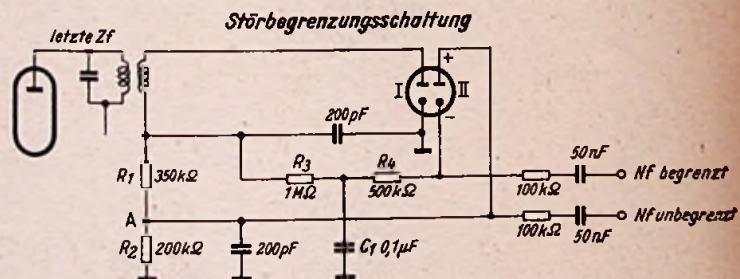 Störbegrenzungsschaltung
letzte Zf
I
II
+
−
200pF
R1 350kΩ
R3
1MΩ
R4
500kΩ
100kΩ
50nF
Nf begrenzt
A
R2 200kΩ
200pF
C1 0,1µF
100kΩ
50nF
Nf unbegrenzt